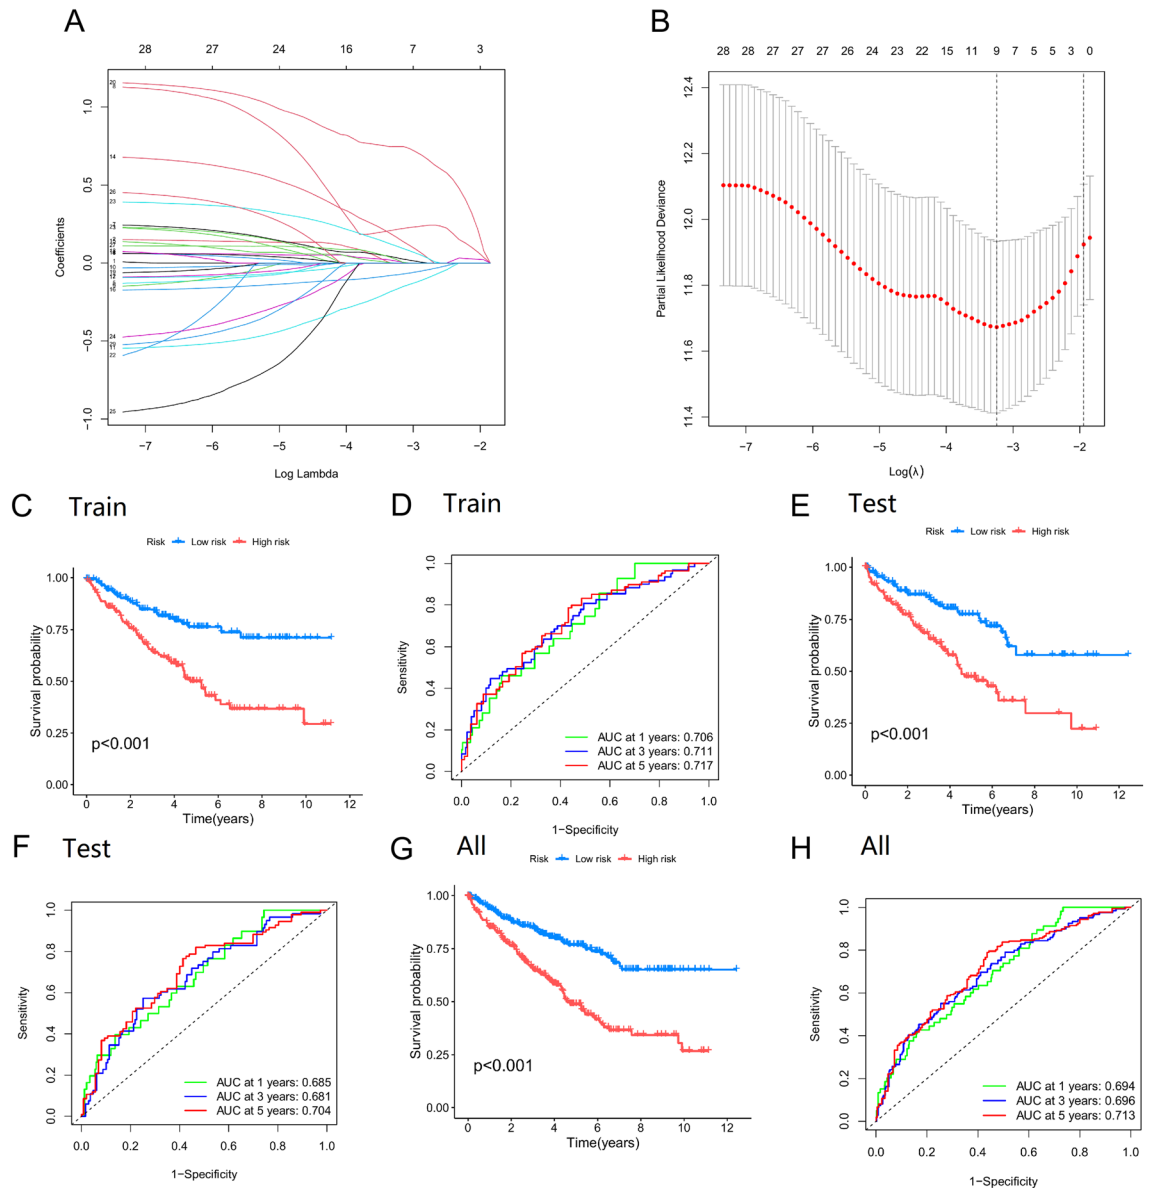 A
28 27 24 16 7 3
Coefficients
1.0
0.5
0.0
−0.5
−1.0
20
8
14
26
23
7
1
24
11
22
25
−7 −6 −5 −4 −3 −2
Log Lambda
B
28 28 27 27 27 26 24 23 22 15 11 9 7 5 5 3 0
Partial Likelihood Deviance
12.4
12.2
12.0
11.8
11.6
11.4
−7 −6 −5 −4 −3 −2
Log(λ)
C Train
Risk Low risk High risk
Survival probability
1.00
0.75
0.50
0.25
0.00
p<0.001
0 2 4 6 8 10 12
Time(years)
D Train
Sensitivity
1.0
0.8
0.6
0.4
0.2
0.0
AUC at 1 years: 0.706
AUC at 3 years: 0.711
AUC at 5 years: 0.717
0.0 0.2 0.4 0.6 0.8 1.0
1−Specificity
E Test
Risk Low risk High risk
Survival probability
1.00
0.75
0.50
0.25
0.00
p<0.001
0 2 4 6 8 10 12
Time(years)
F Test
Sensitivity
1.0
0.8
0.6
0.4
0.2
0.0
AUC at 1 years: 0.685
AUC at 3 years: 0.681
AUC at 5 years: 0.704
0.0 0.2 0.4 0.6 0.8 1.0
1−Specificity
G All
Risk Low risk High risk
Survival probability
1.00
0.75
0.50
0.25
0.00
p<0.001
0 2 4 6 8 10 12
Time(years)
H All
Sensitivity
1.0
0.8
0.6
0.4
0.2
0.0
AUC at 1 years: 0.694
AUC at 3 years: 0.696
AUC at 5 years: 0.713
0.0 0.2 0.4 0.6 0.8 1.0
1−Specificity